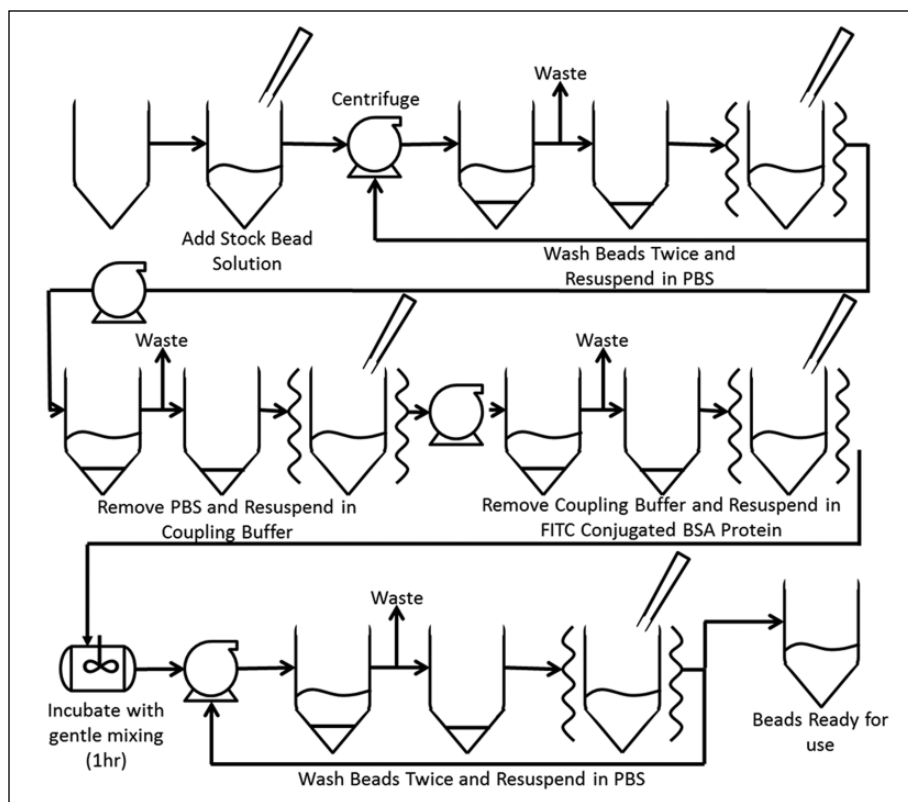 Waste
Centrifuge
Add Stock Bead
Solution
Wash Beads Twice and
Resuspend in PBS
Waste
Waste
Remove PBS and Resuspend in
Coupling Buffer
Remove Coupling Buffer and Resuspend in
FITC Conjugated BSA Protein
Waste
Incubate with
gentle mixing
(1hr)
Beads Ready for
use
Wash Beads Twice and Resuspend in PBS